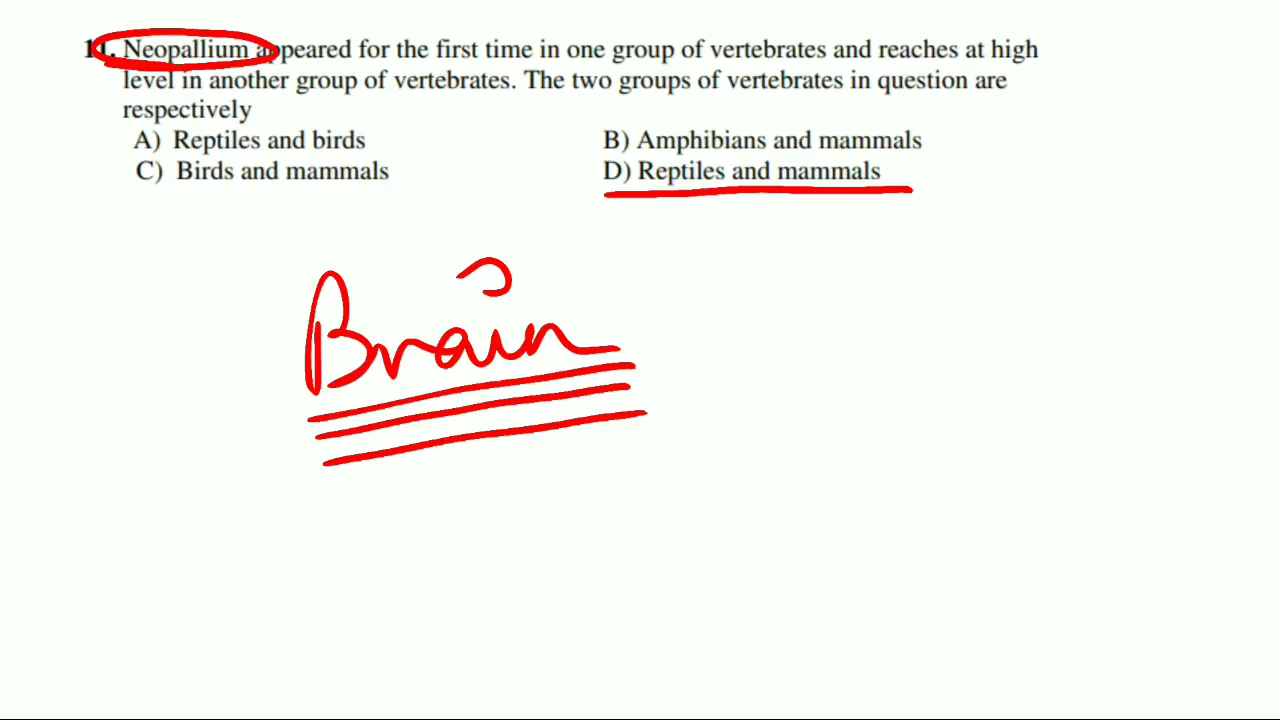 11. Neopallium appeared for the first time in one group of vertebrates and reaches at high
level in another group of vertebrates. The two groups of vertebrates in question are
respectively
A) Reptiles and birds
B) Amphibians and mammals
C) Birds and mammals
D) Reptiles and mammals
Brain